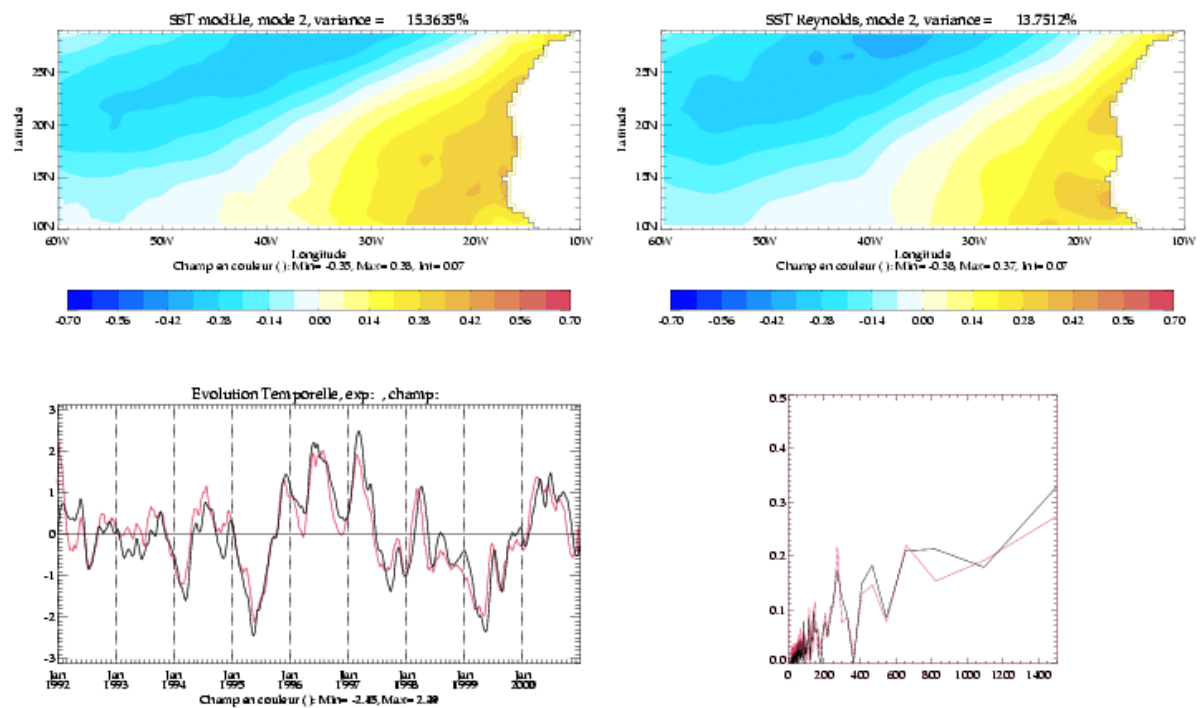 SST modŁle, mode 2, variance = 15.3635%
25N
20N
15N
10N
Latitude
60W 50W 40W 30W 20W 10W
Longitude
Champ en couleur ( ): Min= -0.35, Max= 0.38, Int= 0.07
-0.70 -0.56 -0.42 -0.28 -0.14 0.00 0.14 0.28 0.42 0.56 0.70
SST Reynolds, mode 2, variance = 13.7512%
25N
20N
15N
10N
Latitude
60W 50W 40W 30W 20W 10W
Longitude
Champ en couleur ( ): Min= -0.38, Max= 0.37, Int= 0.07
-0.70 -0.56 -0.42 -0.28 -0.14 0.00 0.14 0.28 0.42 0.56 0.70
Evolution Temporelle, exp: , champ:
3
2
1
0
-1
-2
-3
Jan Jan Jan Jan Jan Jan Jan Jan Jan
1992 1993 1994 1995 1996 1997 1998 1999 2000
Champ en couleur ( ): Min= -2.45, Max= 2.49
0.5
0.4
0.3
0.2
0.1
0.0
0 200 400 600 800 1000 1200 1400